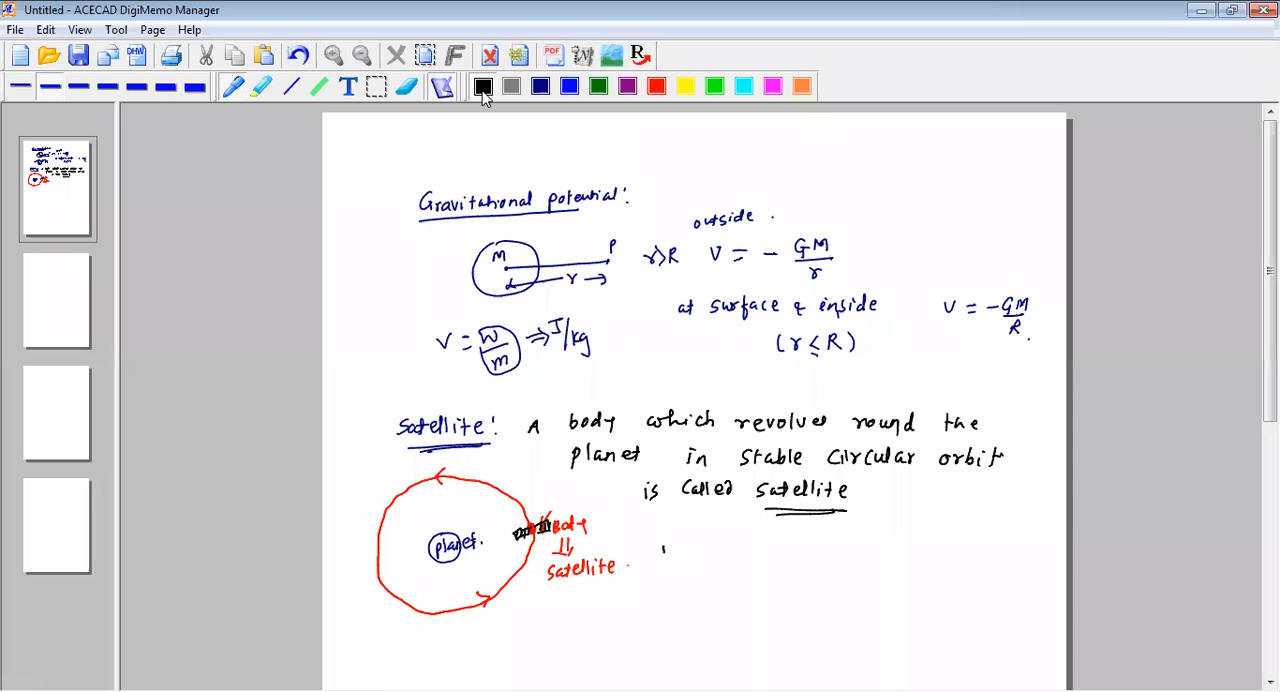 Untitled - ACECAD DigiMemo Manager
File Edit View Tool Page Help
Gravitational potential:
outside.
M P
r
r>R V = - GM/r
at surface & inside V = -GM/R.
(r ≤ R)
V = W/m ⇒ J/kg
Satellite: A body which revolves round the
planet in stable circular orbit
is called satellite
planet.
Body
satellite.